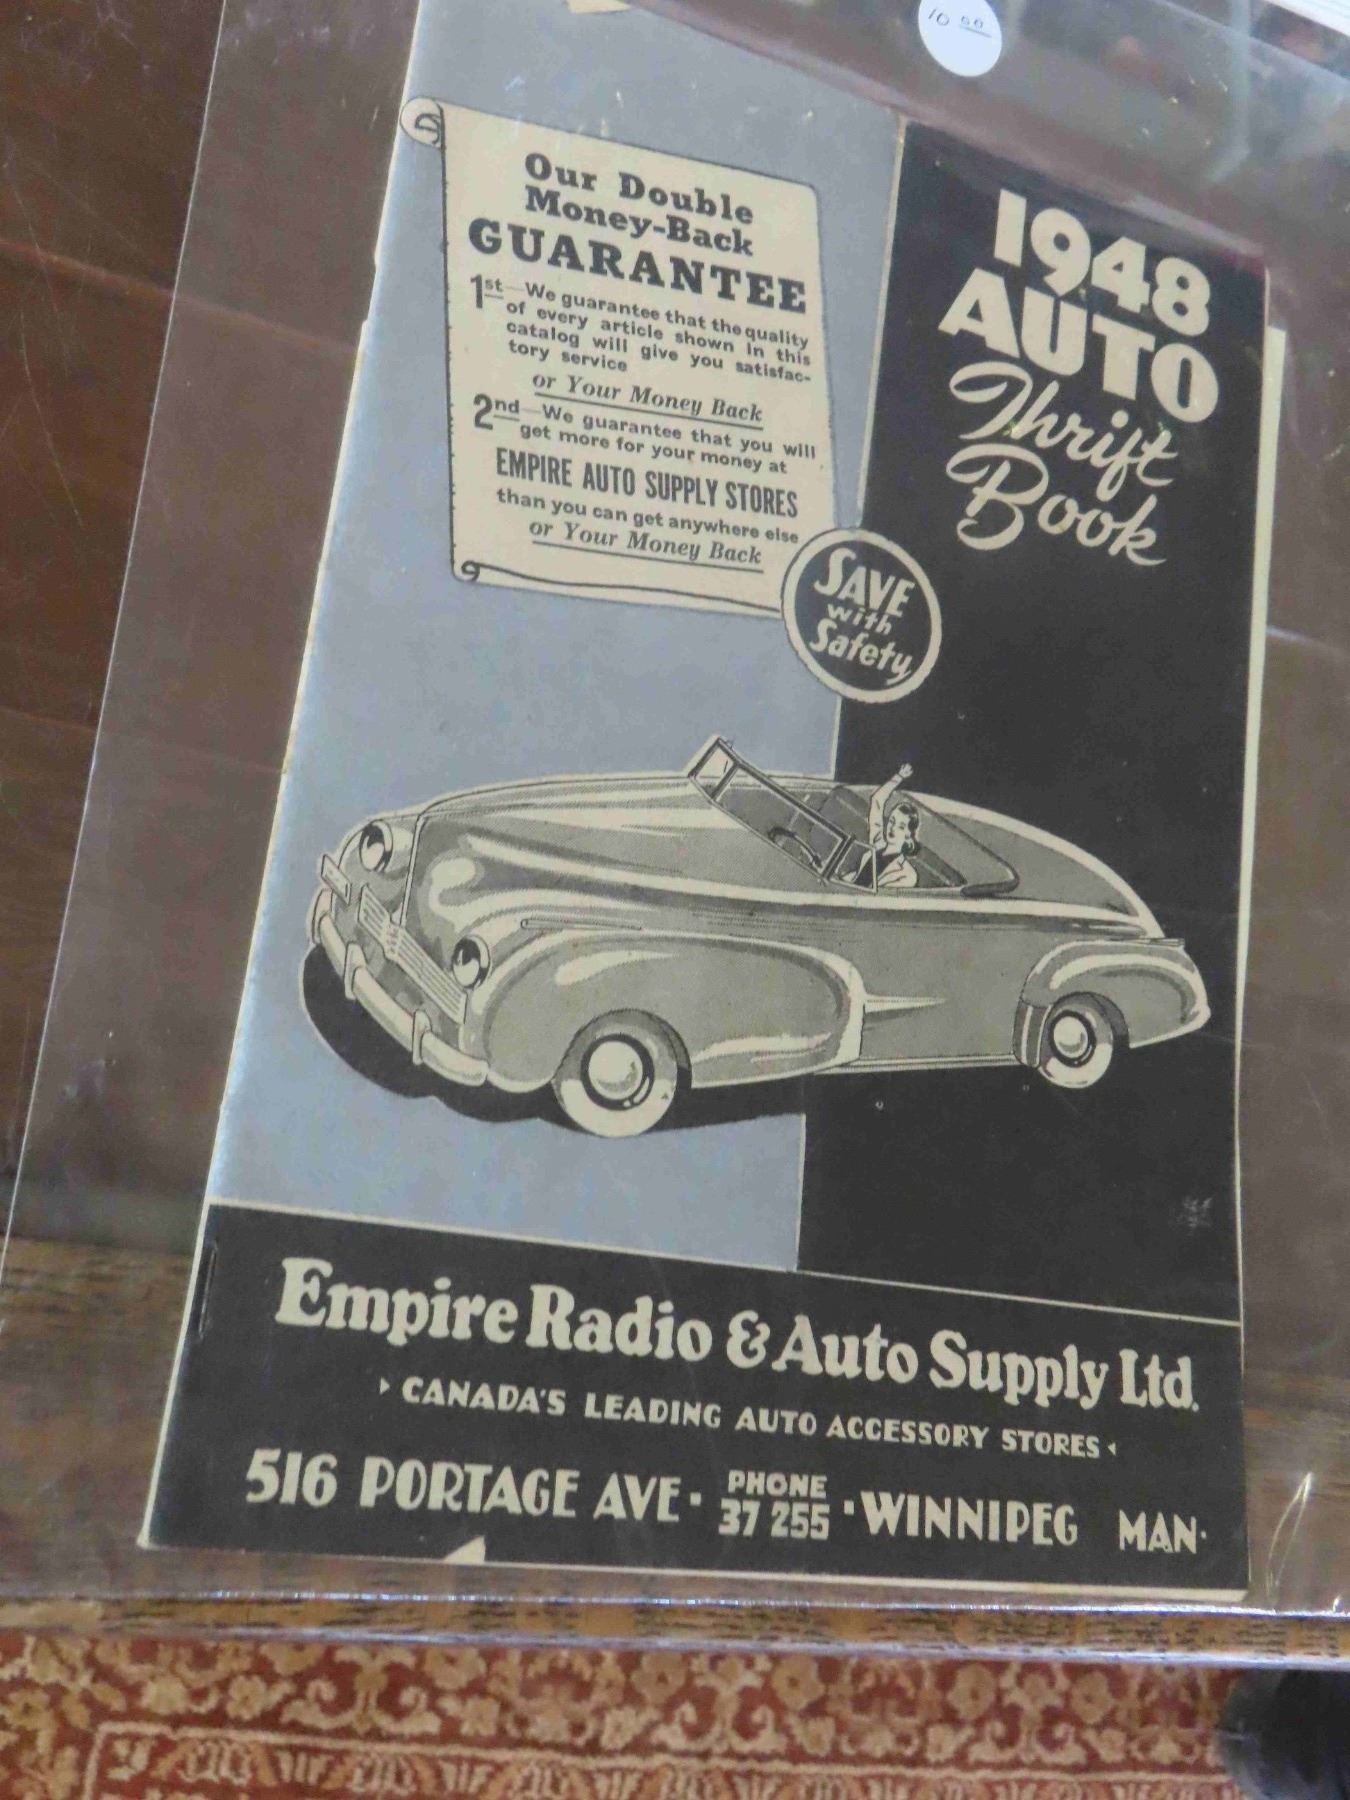 10 00
Our Double
Money-Back
GUARANTEE
1st—We guarantee that the quality
of every article shown in this
catalog will give you satisfac-
tory service
or Your Money Back
2nd—We guarantee that you will
get more for your money at
EMPIRE AUTO SUPPLY STORES
than you can get anywhere else
or Your Money Back
1948
AUTO
Thrift
Book
SAVE
with
Safety
Empire Radio & Auto Supply Ltd.
CANADA'S LEADING AUTO ACCESSORY STORES
516 PORTAGE AVE· PHONE 37 255 ·WINNIPEG MAN·